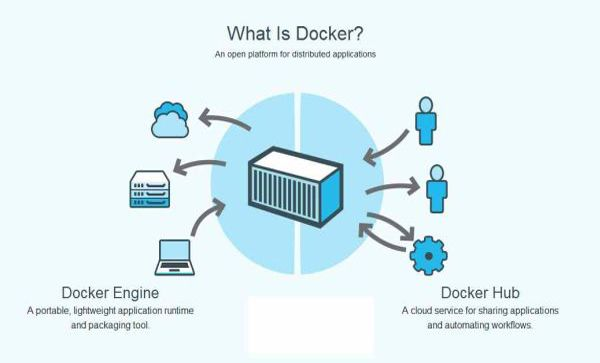 What Is Docker?
An open platform for distributed applications
Docker Engine
A portable, lightweight application runtime
and packaging tool.
Docker Hub
A cloud service for sharing applications
and automating workflows.